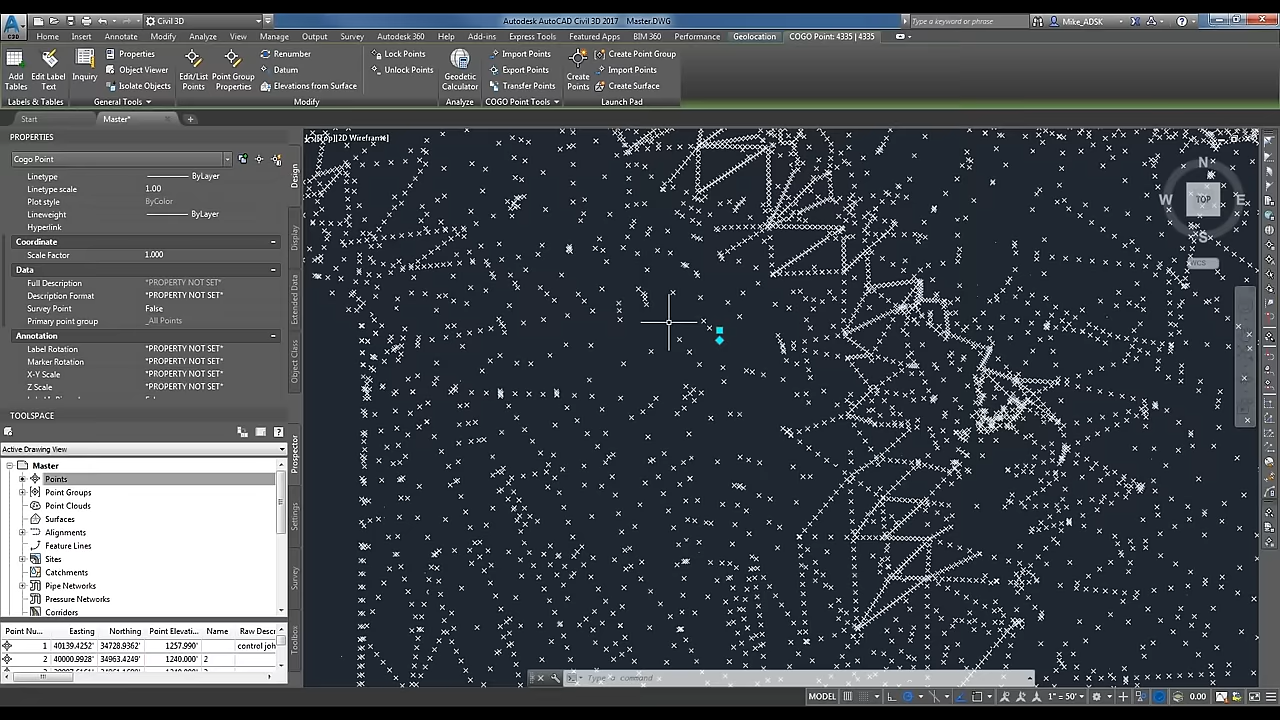 Civil 3D
Autodesk AutoCAD Civil 3D 2017 Master.DWG
Type a keyword or phrase
Mike_ADSK
C3D
Home Insert Annotate Modify Analyze View Manage Output Survey Autodesk 360 Help Add-ins Express Tools Featured Apps BIM 360 Performance Geolocation COGO Point: 4335 | 4335
Add Tables
Edit Label Text
Labels & Tables
Inquiry
Properties
Object Viewer
Isolate Objects
General Tools
Edit/List Points
Point Group Properties
Renumber
Datum
Elevations from Surface
Modify
Lock Points
Unlock Points
Geodetic Calculator
Analyze
Import Points
Export Points
Transfer Points
COGO Point Tools
Create Points
Create Point Group
Import Points
Create Surface
Launch Pad
Start
Master*
PROPERTIES
Cogo Point
Linetype ByLayer
Linetype scale 1.00
Plot style ByColor
Lineweight ByLayer
Hyperlink
Coordinate
Scale Factor 1.000
Data
Full Description *PROPERTY NOT SET*
Description Format *PROPERTY NOT SET*
Survey Point False
Primary point group _All Points
Annotation
Label Rotation *PROPERTY NOT SET*
Marker Rotation *PROPERTY NOT SET*
X-Y Scale *PROPERTY NOT SET*
Z Scale *PROPERTY NOT SET*
Design
Display
Extended Data
Object Class
TOOLSPACE
Active Drawing View
Master
Points
Point Groups
Point Clouds
Surfaces
Alignments
Feature Lines
Sites
Catchments
Pipe Networks
Pressure Networks
Corridors
Prospector
Settings
Survey
Toolbox
Point Nu... Easting Northing Point Elevati... Name Raw Descr
1 40139.4252' 34728.9362' 1257.990' control joh
2 40000.9928' 34963.4249' 1240.000' 2
[2D Wireframe]
N
W TOP E
S
WCS
Type a command
MODEL 1" = 50' 0.00